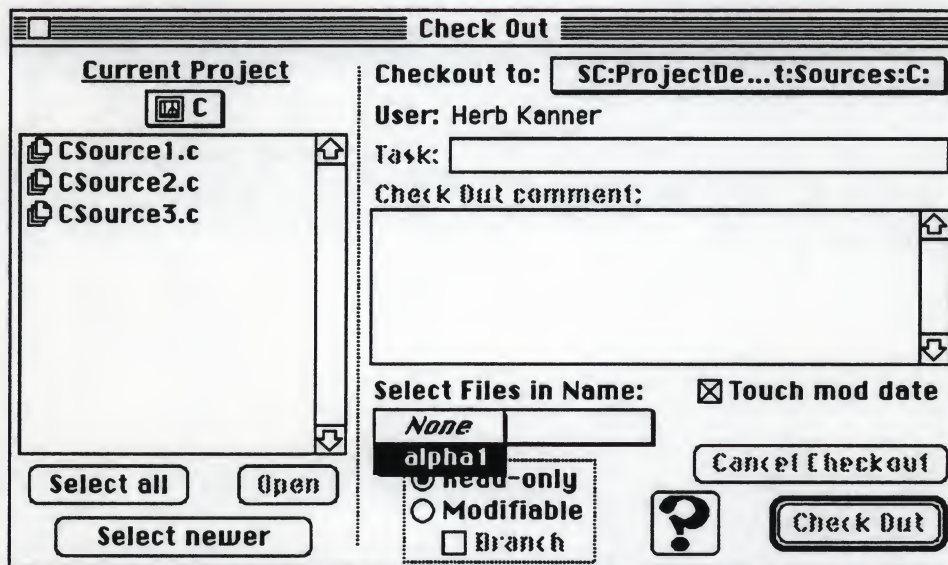 Check Out
Current Project
C
CSource1.c
CSource2.c
CSource3.c
Select all
Open
Select newer
Checkout to:
SC:ProjectDe...t:Sources:C:
User: Herb Kanner
Task:
Check Out comment:
Select Files in Name:
None
alpha1
Touch mod date
Read-only
Modifiable
Branch
Cancel Checkout
?
Check Out